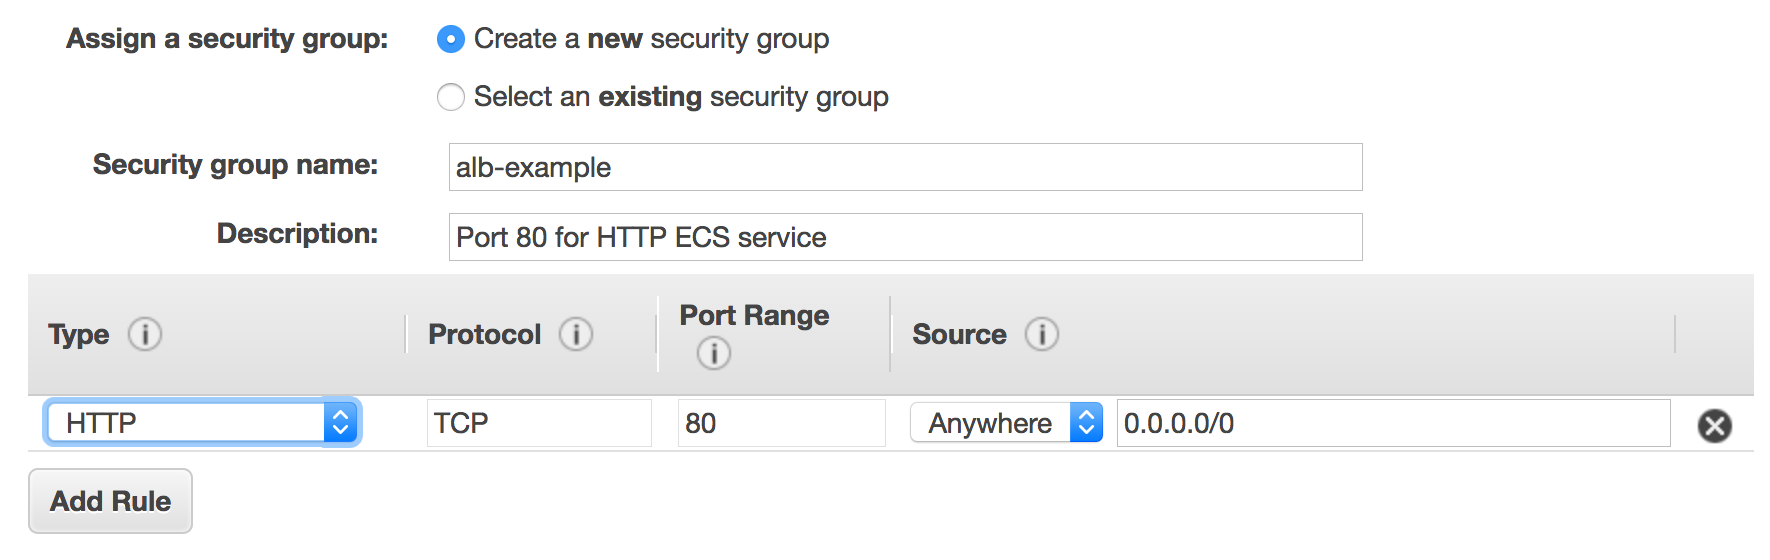 Assign a security group: Create a new security group
Select an existing security group
Security group name: alb-example
Description: Port 80 for HTTP ECS service
Type i Protocol i Port Range i Source i
HTTP TCP 80 Anywhere 0.0.0.0/0
Add Rule